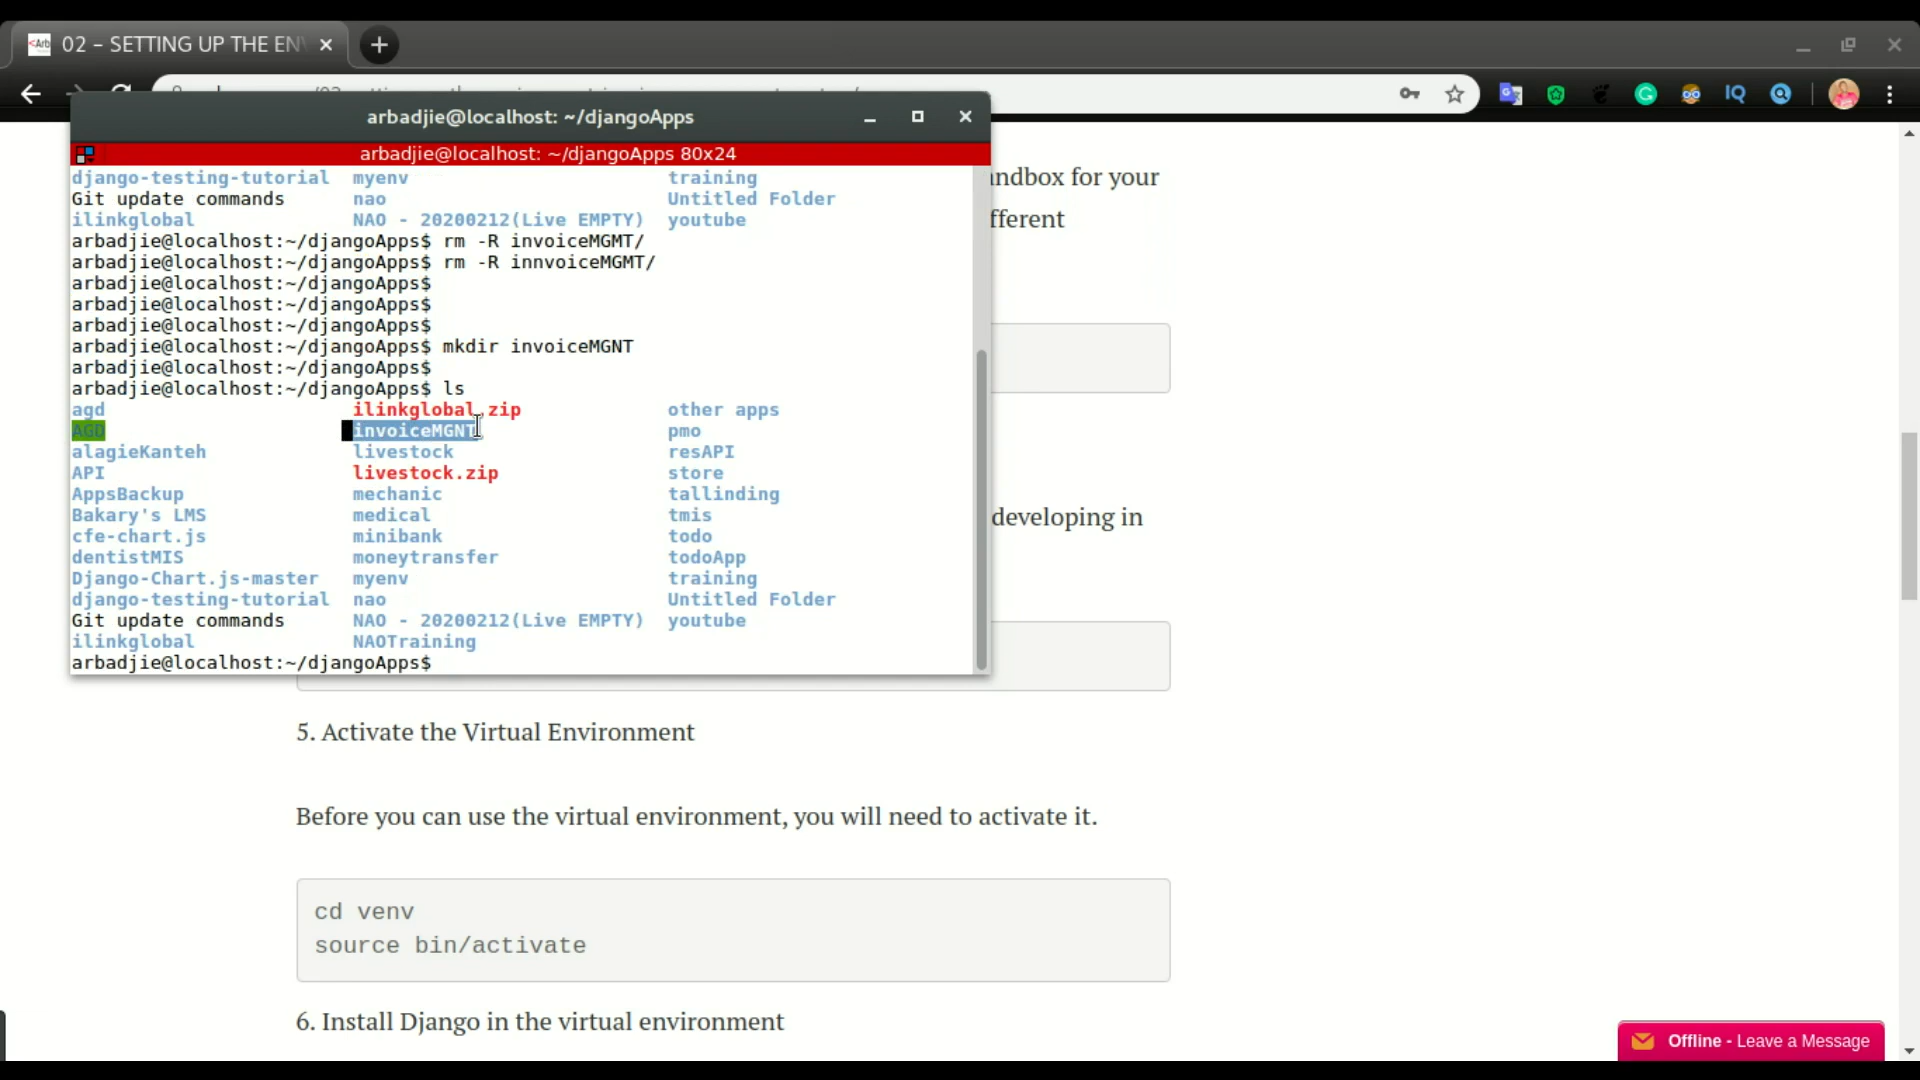 02 – SETTING UP THE EN
arbadjie@localhost: ~/djangoApps
arbadjie@localhost: ~/djangoApps 80x24
django-testing-tutorial myenv training
Git update commands nao Untitled Folder
ilinkglobal NAO - 20200212(Live EMPTY) youtube
arbadjie@localhost:~/djangoApps$ rm -R invoiceMGMT/
arbadjie@localhost:~/djangoApps$ rm -R innvoiceMGMT/
arbadjie@localhost:~/djangoApps$
arbadjie@localhost:~/djangoApps$
arbadjie@localhost:~/djangoApps$
arbadjie@localhost:~/djangoApps$ mkdir invoiceMGNT
arbadjie@localhost:~/djangoApps$
arbadjie@localhost:~/djangoApps$ ls
agd ilinkglobal.zip other apps
AGD invoiceMGNT pmo
alagieKanteh livestock resAPI
API livestock.zip store
AppsBackup mechanic tallinding
Bakary's LMS medical tmis
cfe-chart.js minibank todo
dentistMIS moneytransfer todoApp
Django-Chart.js-master myenv training
django-testing-tutorial nao Untitled Folder
Git update commands NAO - 20200212(Live EMPTY) youtube
ilinkglobal NAOTraining
arbadjie@localhost:~/djangoApps$
ndbox for your
fferent
developing in
5. Activate the Virtual Environment
Before you can use the virtual environment, you will need to activate it.
cd venv
source bin/activate
6. Install Django in the virtual environment
Offline - Leave a Message